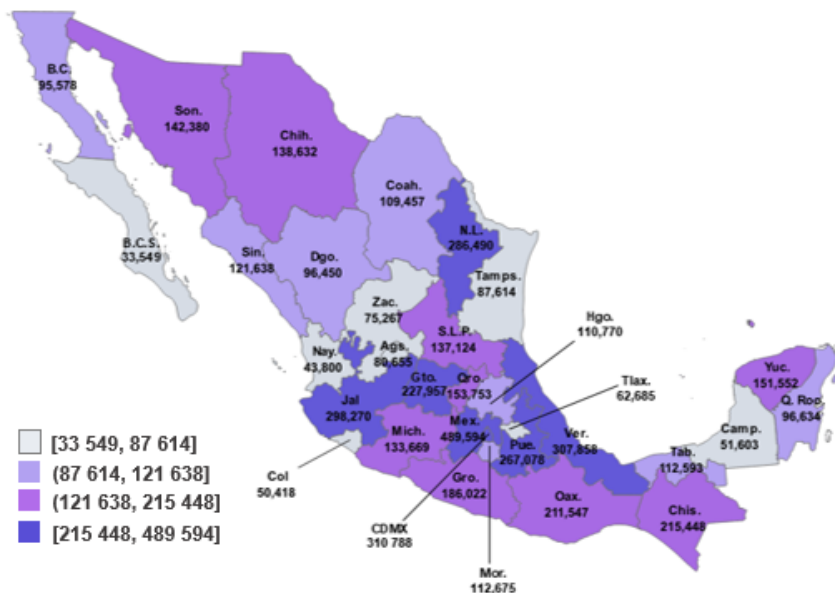 B.C.
95,578
Son.
142,380
Chih.
138,632
Coah.
109,457
B.C.S.
33,549
Sin.
121,638
Dgo.
96,450
N.L.
286,490
Tamps.
87,614
Zac.
75,267
S.L.P.
137,124
Hgo.
110,770
Nay.
43,800
Ags.
80,655
Gto.
227,957
Qro.
153,753
Tlax.
62,685
Yuc.
151,552
Q. Roo
96,634
Jal
298,270
Mich.
133,669
Mex.
489,594
Pue.
267,078
Ver.
307,858
Camp.
51,603
Tab.
112,593
Col
50,418
Gro.
186,022
Oax.
211,547
Chis.
215,448
CDMX
310 788
Mor.
112,675
[33 549, 87 614]
(87 614, 121 638]
(121 638, 215 448]
[215 448, 489 594]